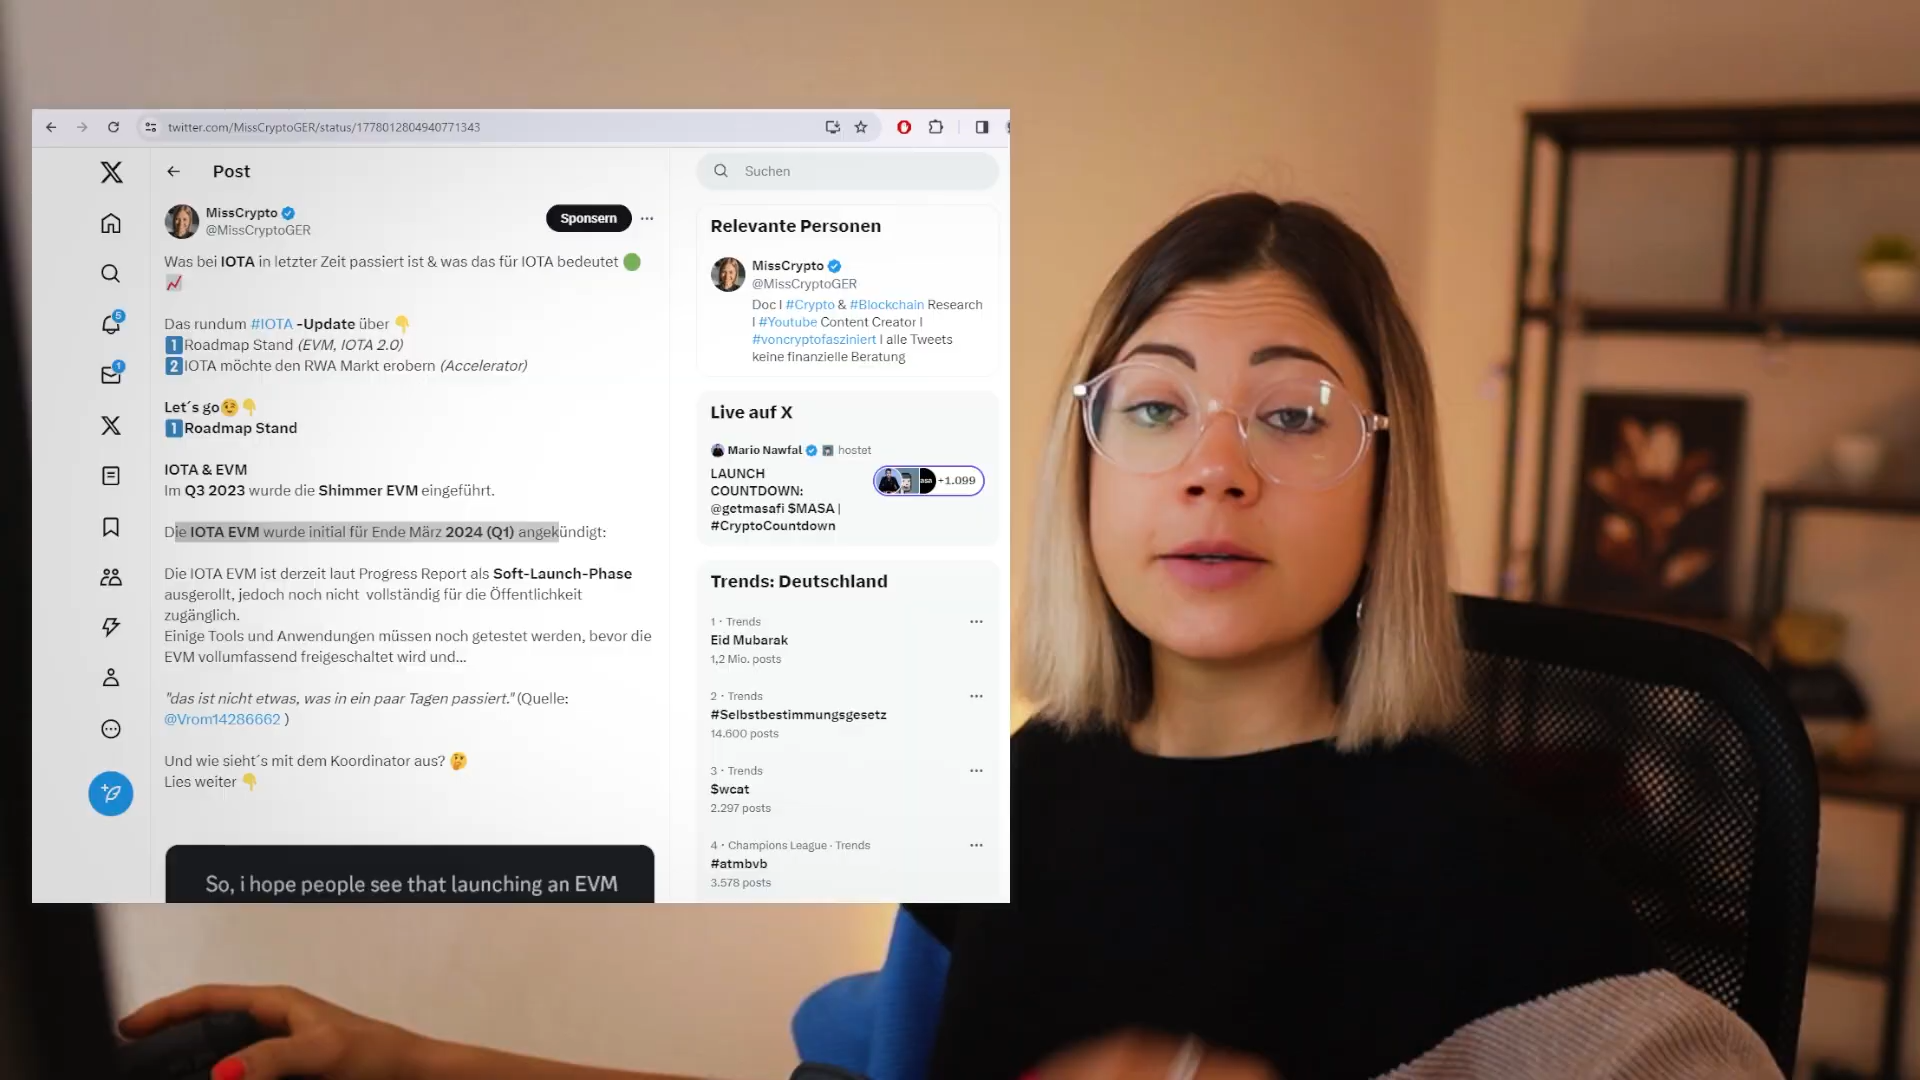 twitter.com/MissCryptoGER/status/1778012804940771343
Post
MissCrypto
@MissCryptoGER
Sponsern
Was bei IOTA in letzter Zeit passiert ist & was das für IOTA bedeutet 🟢
📈
Das rundum #IOTA -Update über 👇
1️⃣Roadmap Stand (EVM, IOTA 2.0)
2️⃣IOTA möchte den RWA Markt erobern (Accelerator)
Let´s go😉👇
1️⃣Roadmap Stand
IOTA & EVM
Im Q3 2023 wurde die Shimmer EVM eingeführt.
Die IOTA EVM wurde initial für Ende März 2024 (Q1) angekündigt:
Die IOTA EVM ist derzeit laut Progress Report als Soft-Launch-Phase
ausgerollt, jedoch noch nicht vollständig für die Öffentlichkeit
zugänglich.
Einige Tools und Anwendungen müssen noch getestet werden, bevor die
EVM vollumfassend freigeschaltet wird und...
"das ist nicht etwas, was in ein paar Tagen passiert." (Quelle:
@Vrom14286662 )
Und wie sieht´s mit dem Koordinator aus? 🤔
Lies weiter 👇
So, i hope people see that launching an EVM
5
1
Suchen
Relevante Personen
MissCrypto
@MissCryptoGER
Doc I #Crypto & #Blockchain Research
I #Youtube Content Creator I
#voncryptofasziniert I alle Tweets
keine finanzielle Beratung
Live auf X
Mario Nawfal hostet
LAUNCH
COUNTDOWN:
@getmasafi $MASA |
#CryptoCountdown
+1.099
Trends: Deutschland
1 · Trends
Eid Mubarak
1,2 Mio. posts
2 · Trends
#Selbstbestimmungsgesetz
14.600 posts
3 · Trends
$wcat
2.297 posts
4 · Champions League · Trends
#atmbvb
3.578 posts